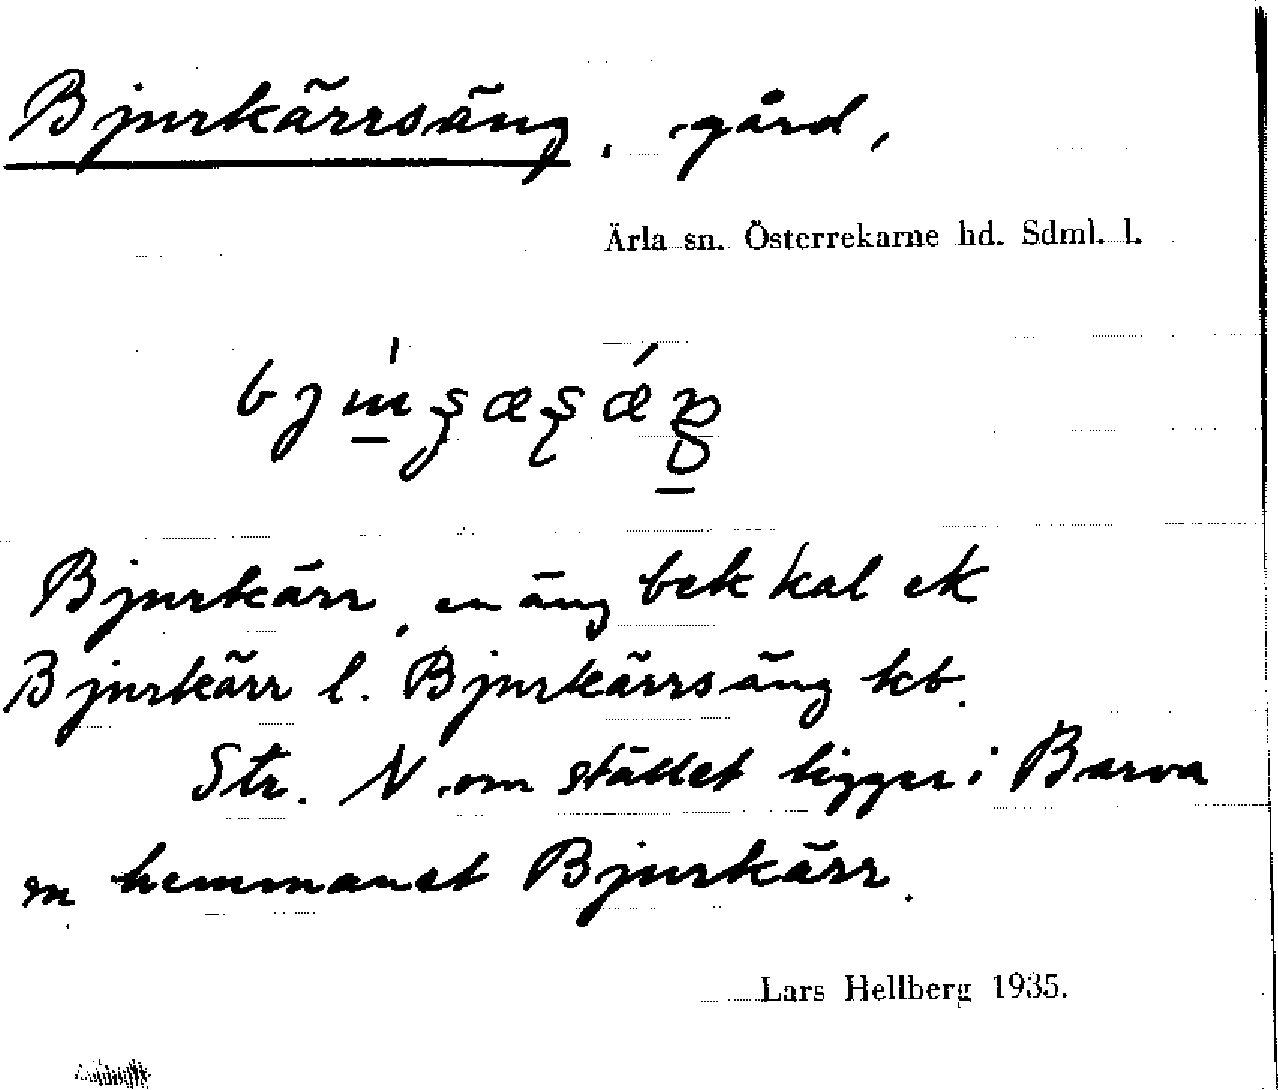 Bjurkärrsäng, gård,
Ärla sn. Österrekarne hd. Sdml. l.
Bjurkärr, en äng bek kal ek
Bjurkärr l. Bjurkärrsäng kb.
Str. N om stället ligger i Barva
sn hemmanet Bjurkärr.
Lars Hellberg 1935.